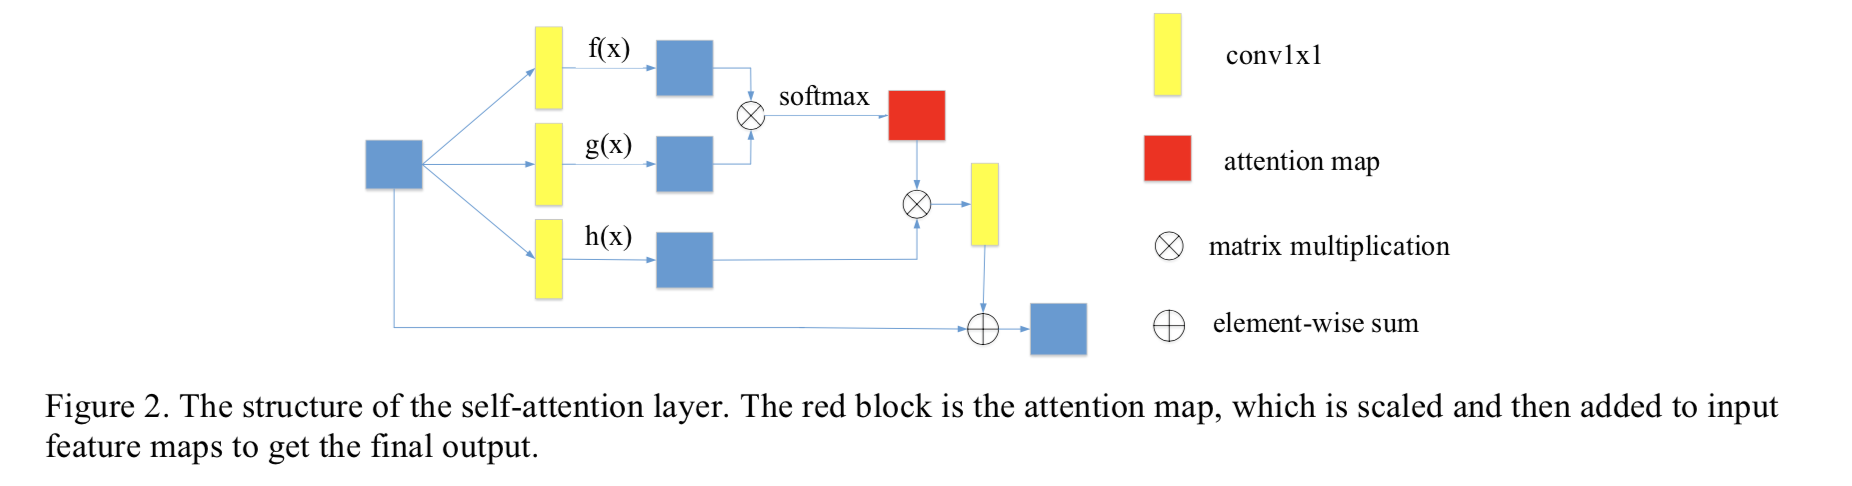 f(x)
g(x)
h(x)
softmax
conv1x1
attention map
matrix multiplication
element-wise sum
Figure 2. The structure of the self-attention layer. The red block is the attention map, which is scaled and then added to input
feature maps to get the final output.